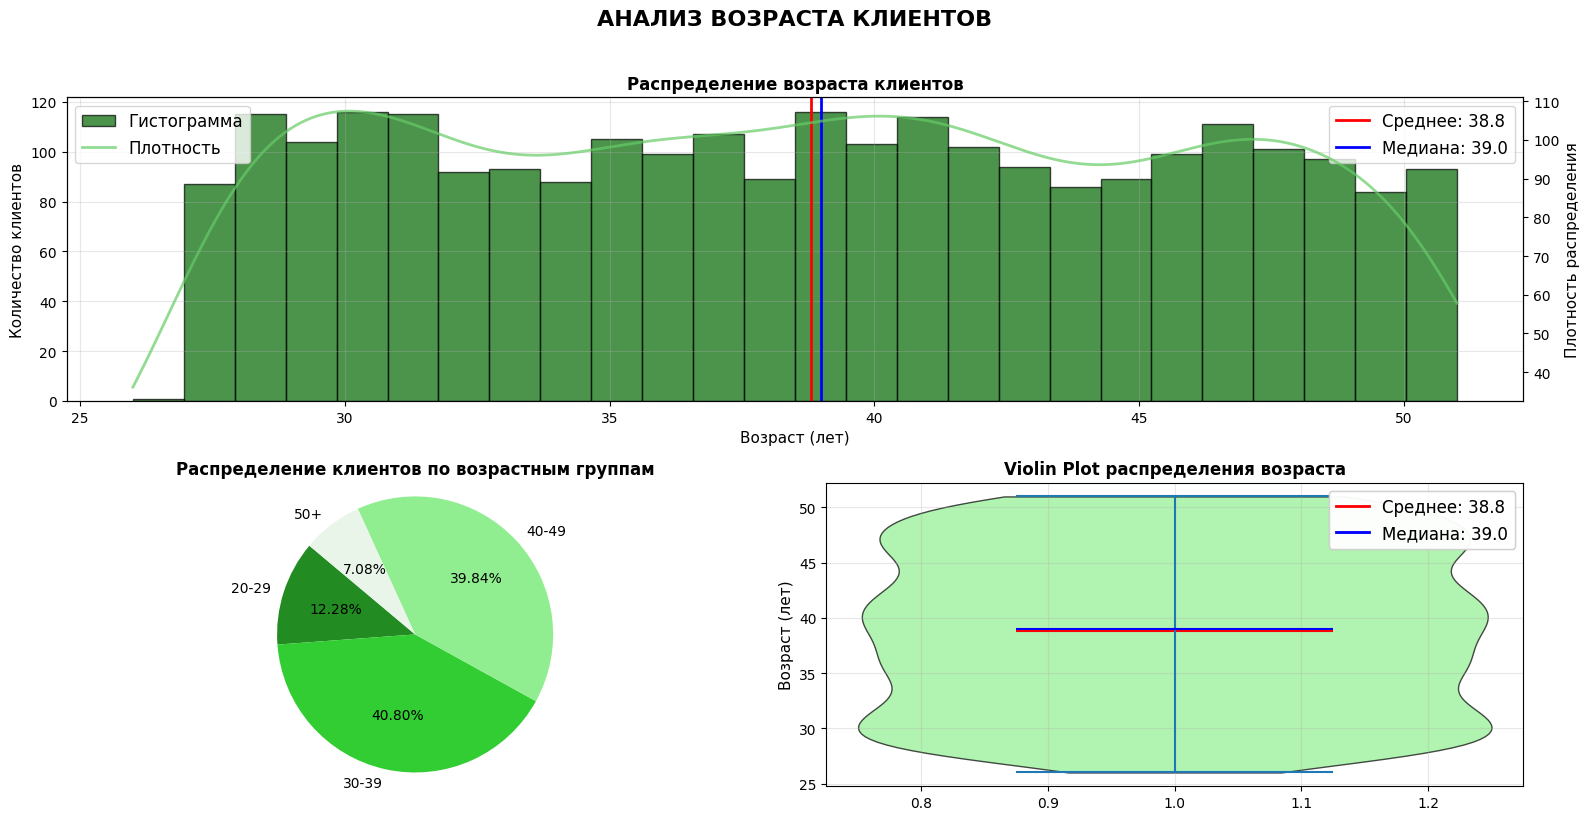 АНАЛИЗ ВОЗРАСТА КЛИЕНТОВ
Распределение возраста клиентов
Гистограмма
Плотность
Среднее: 38.8
Медиана: 39.0
Количество клиентов
120
100
80
60
40
20
0
110
100
90
80
70
60
50
40
Плотность распределения
25
30
35
40
45
50
Возраст (лет)
Распределение клиентов по возрастным группам
50+
40-49
7.08%
39.84%
20-29
12.28%
40.80%
30-39
Violin Plot распределения возраста
Среднее: 38.8
Медиана: 39.0
Возраст (лет)
50
45
40
35
30
25
0.8
0.9
1.0
1.1
1.2